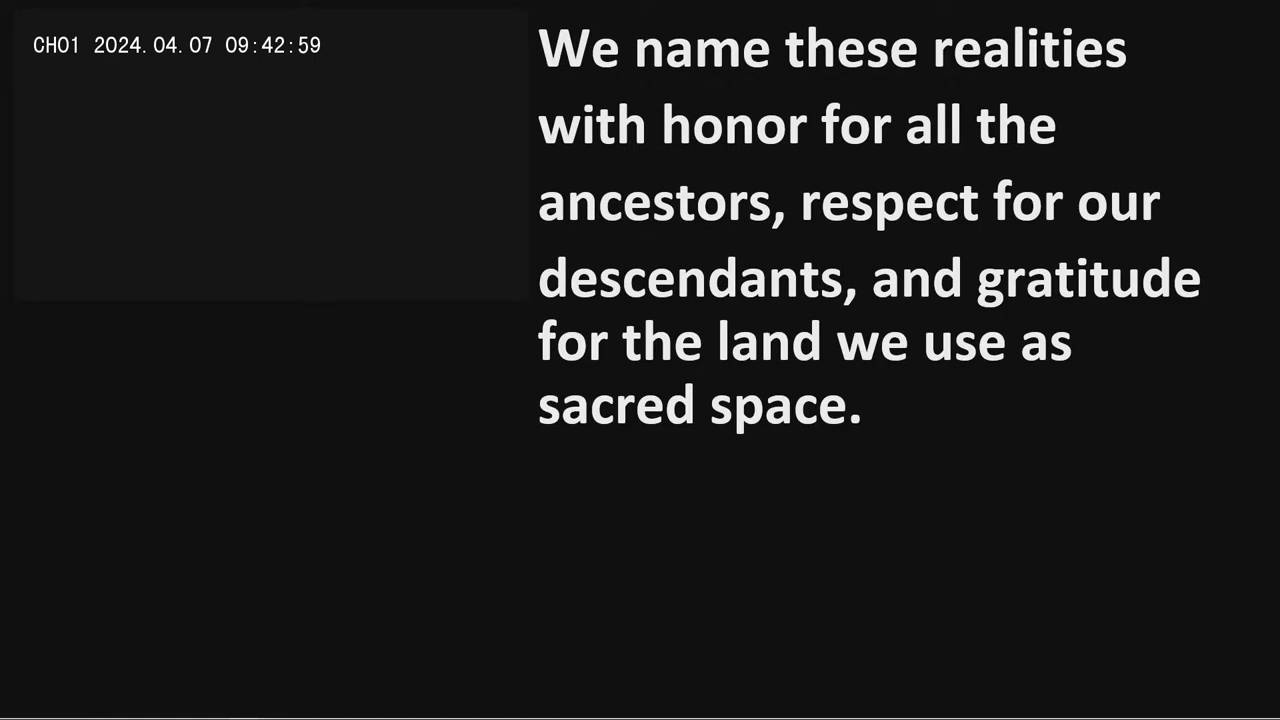 CH01 2024.04.07 09:42:59
We name these realities
with honor for all the
ancestors, respect for our
descendants, and gratitude
for the land we use as
sacred space.